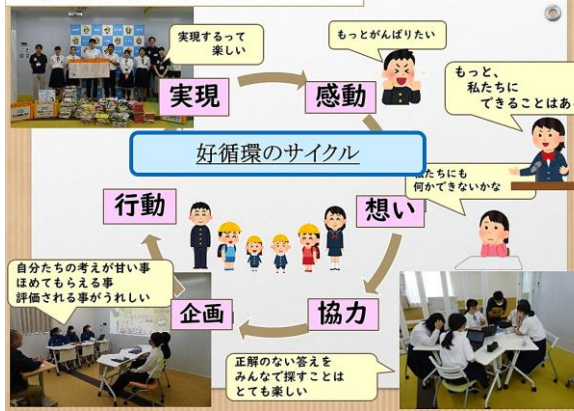 実現するって
楽しい
もっとがんばりたい
もっと、
私たちに
できることはあ
実現
感動
好循環のサイクル
たちにも
何かできないかな
行動
想い
自分たちの考えが甘い事
ほめてもらえる事
評価される事がうれしい
企画
協力
正解のない答えを
みんなで探すことは
とても楽しい